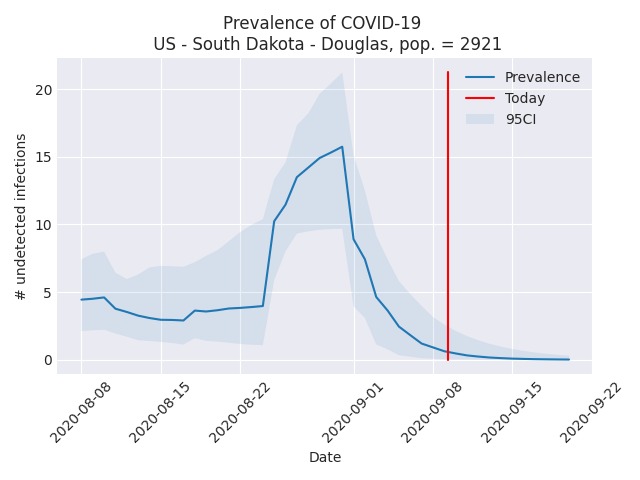 Prevalence of COVID-19
US - South Dakota - Douglas, pop. = 2921
Prevalence
Today
95CI
# undetected infections
20
15
10
5
0
2020-08-08
2020-08-15
2020-08-22
2020-09-01
2020-09-08
2020-09-15
2020-09-22
Date